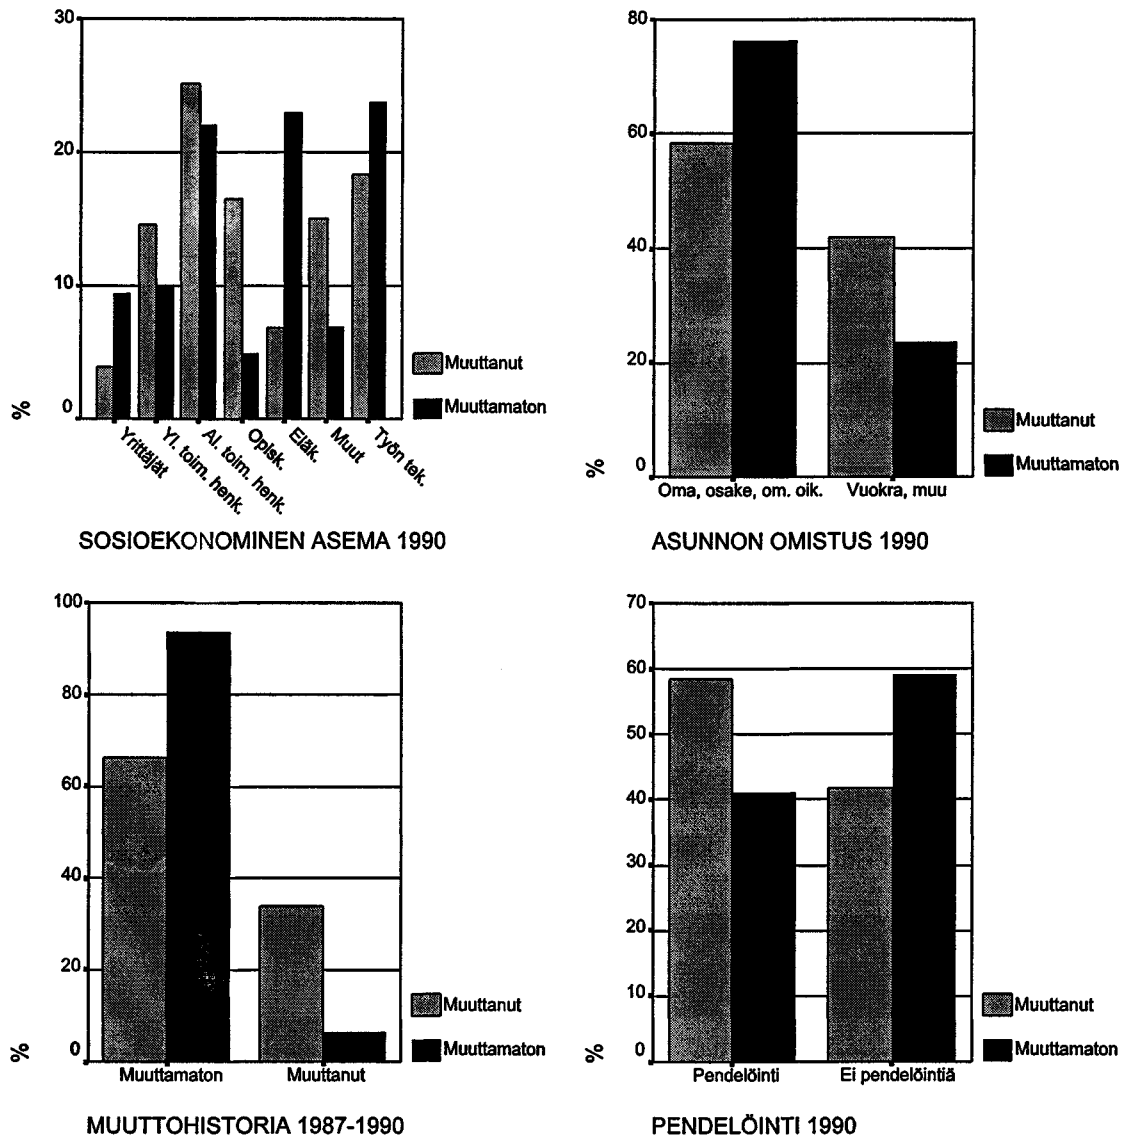 30
20
10
0
%
Yrittäjät
Yl. toim. henk.
Al. toim. henk.
Opisk.
Eläk.
Muut
Työn tek.
Muuttanut
Muuttamaton
SOSIOEKONOMINEN ASEMA 1990
80
60
40
20
0
%
Oma, osake, om. oik.
Vuokra, muu
Muuttanut
Muuttamaton
ASUNNON OMISTUS 1990
100
80
60
40
20
0
%
Muuttamaton
Muuttanut
Muuttanut
Muuttamaton
MUUTTOHISTORIA 1987-1990
70
60
50
40
30
20
10
0
%
Pendelöinti
Ei pendelöintiä
Muuttanut
Muuttamaton
PENDELÖINTI 1990